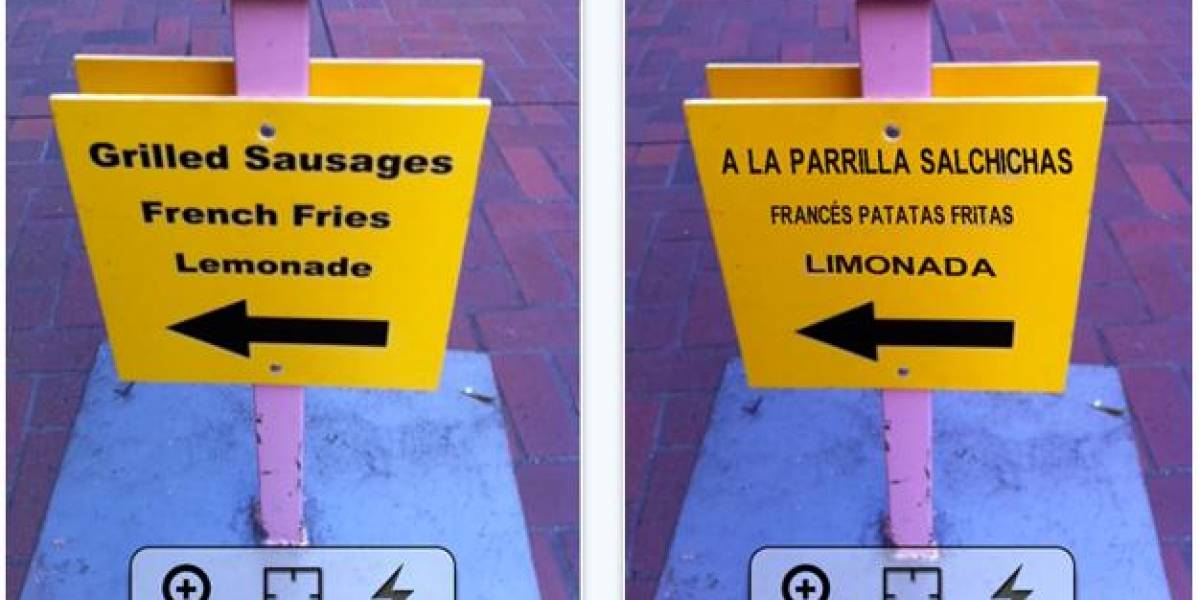 Grilled Sausages
French Fries
Lemonade
A LA PARRILLA SALCHICHAS
FRANCÉS PATATAS FRITAS
LIMONADA